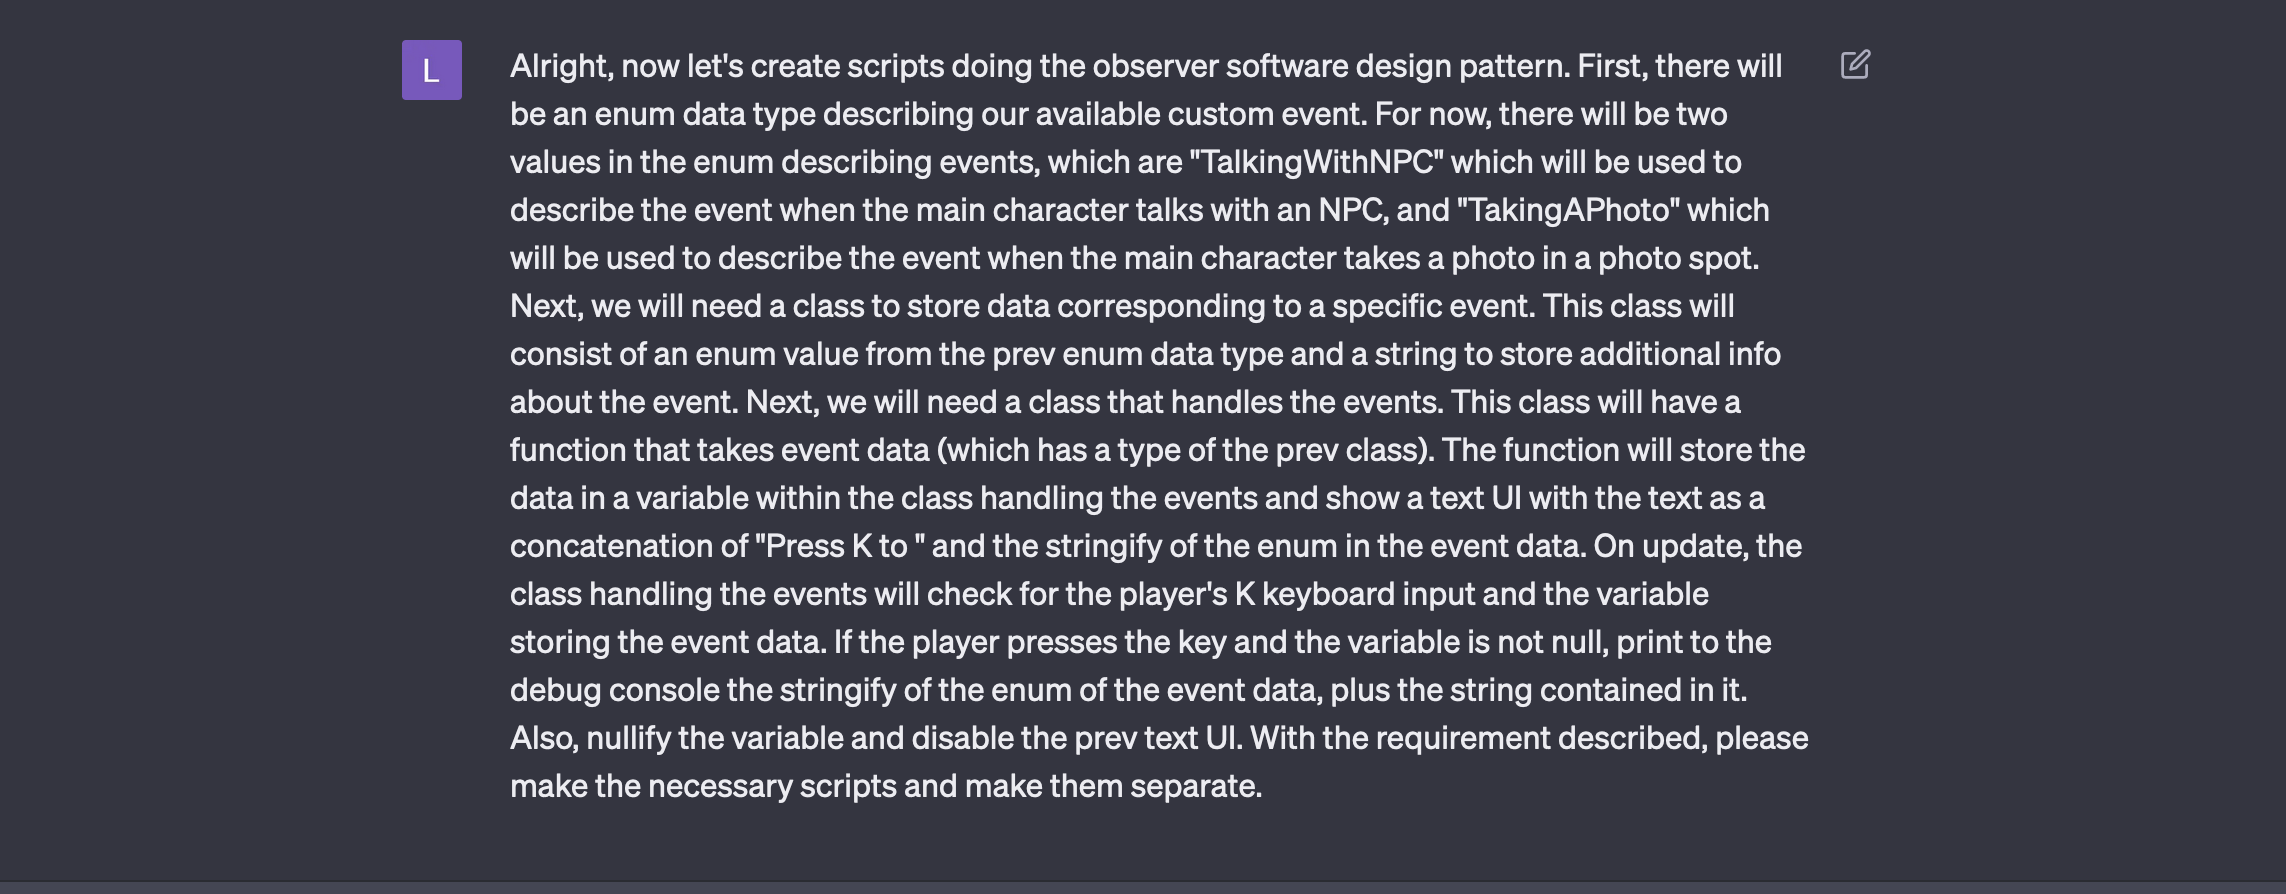 L
Alright, now let's create scripts doing the observer software design pattern. First, there will
be an enum data type describing our available custom event. For now, there will be two
values in the enum describing events, which are "TalkingWithNPC" which will be used to
describe the event when the main character talks with an NPC, and "TakingAPhoto" which
will be used to describe the event when the main character takes a photo in a photo spot.
Next, we will need a class to store data corresponding to a specific event. This class will
consist of an enum value from the prev enum data type and a string to store additional info
about the event. Next, we will need a class that handles the events. This class will have a
function that takes event data (which has a type of the prev class). The function will store the
data in a variable within the class handling the events and show a text UI with the text as a
concatenation of "Press K to " and the stringify of the enum in the event data. On update, the
class handling the events will check for the player's K keyboard input and the variable
storing the event data. If the player presses the key and the variable is not null, print to the
debug console the stringify of the enum of the event data, plus the string contained in it.
Also, nullify the variable and disable the prev text UI. With the requirement described, please
make the necessary scripts and make them separate.